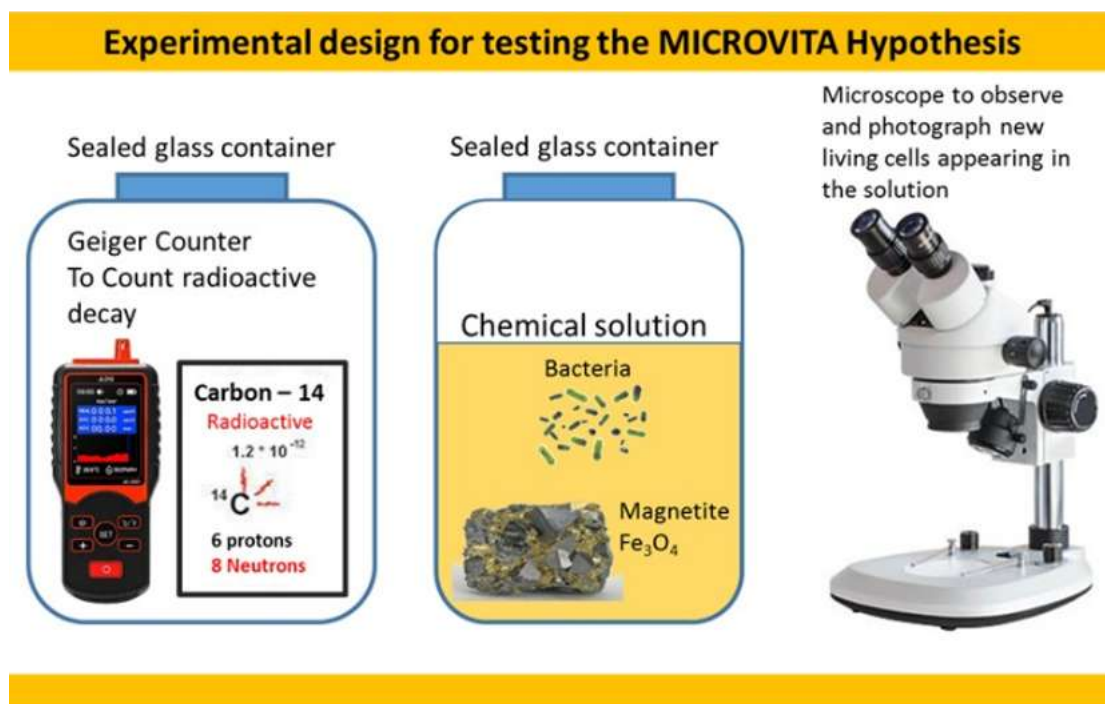 Experimental design for testing the MICROVITA Hypothesis
Sealed glass container
Geiger Counter
To Count radioactive
decay
Carbon – 14
Radioactive
1.2 * 10⁻¹²
¹⁴C
6 protons
8 Neutrons
Sealed glass container
Chemical solution
Bacteria
Magnetite
Fe₃O₄
Microscope to observe
and photograph new
living cells appearing in
the solution
SET